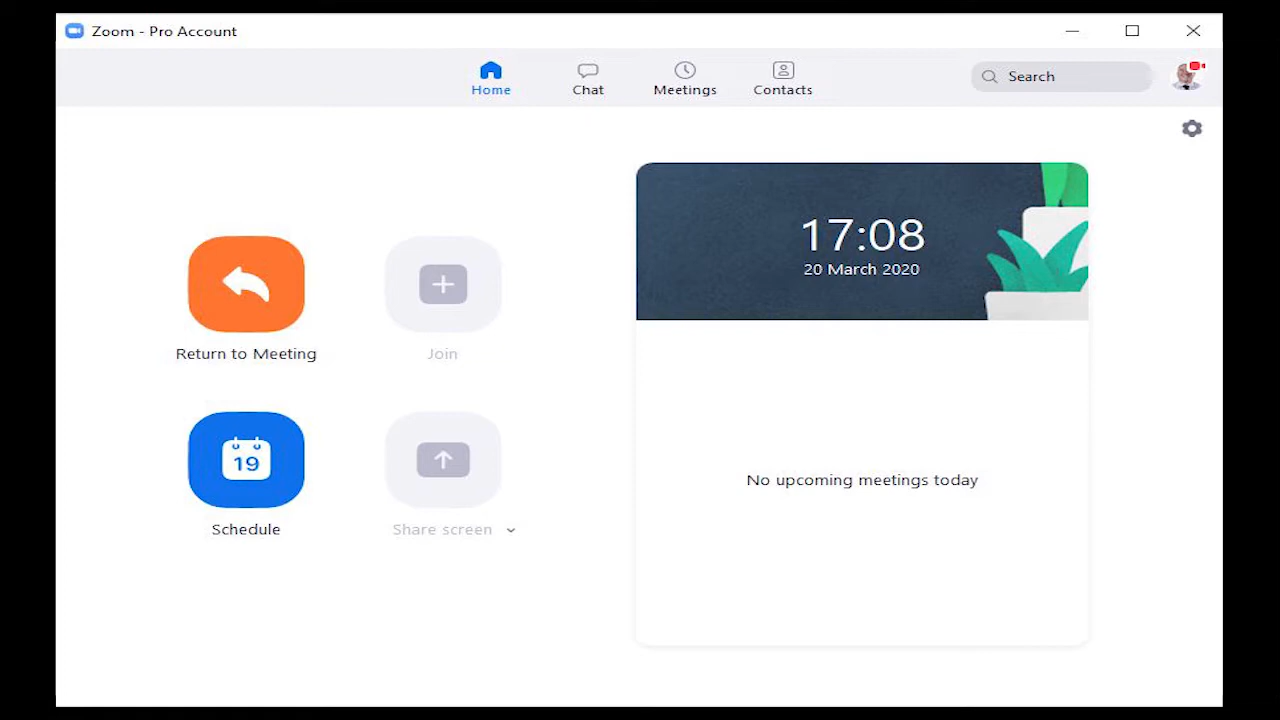 Zoom - Pro Account
Home
Chat
Meetings
Contacts
Search
17:08
20 March 2020
Return to Meeting
Join
19
Schedule
Share screen
No upcoming meetings today